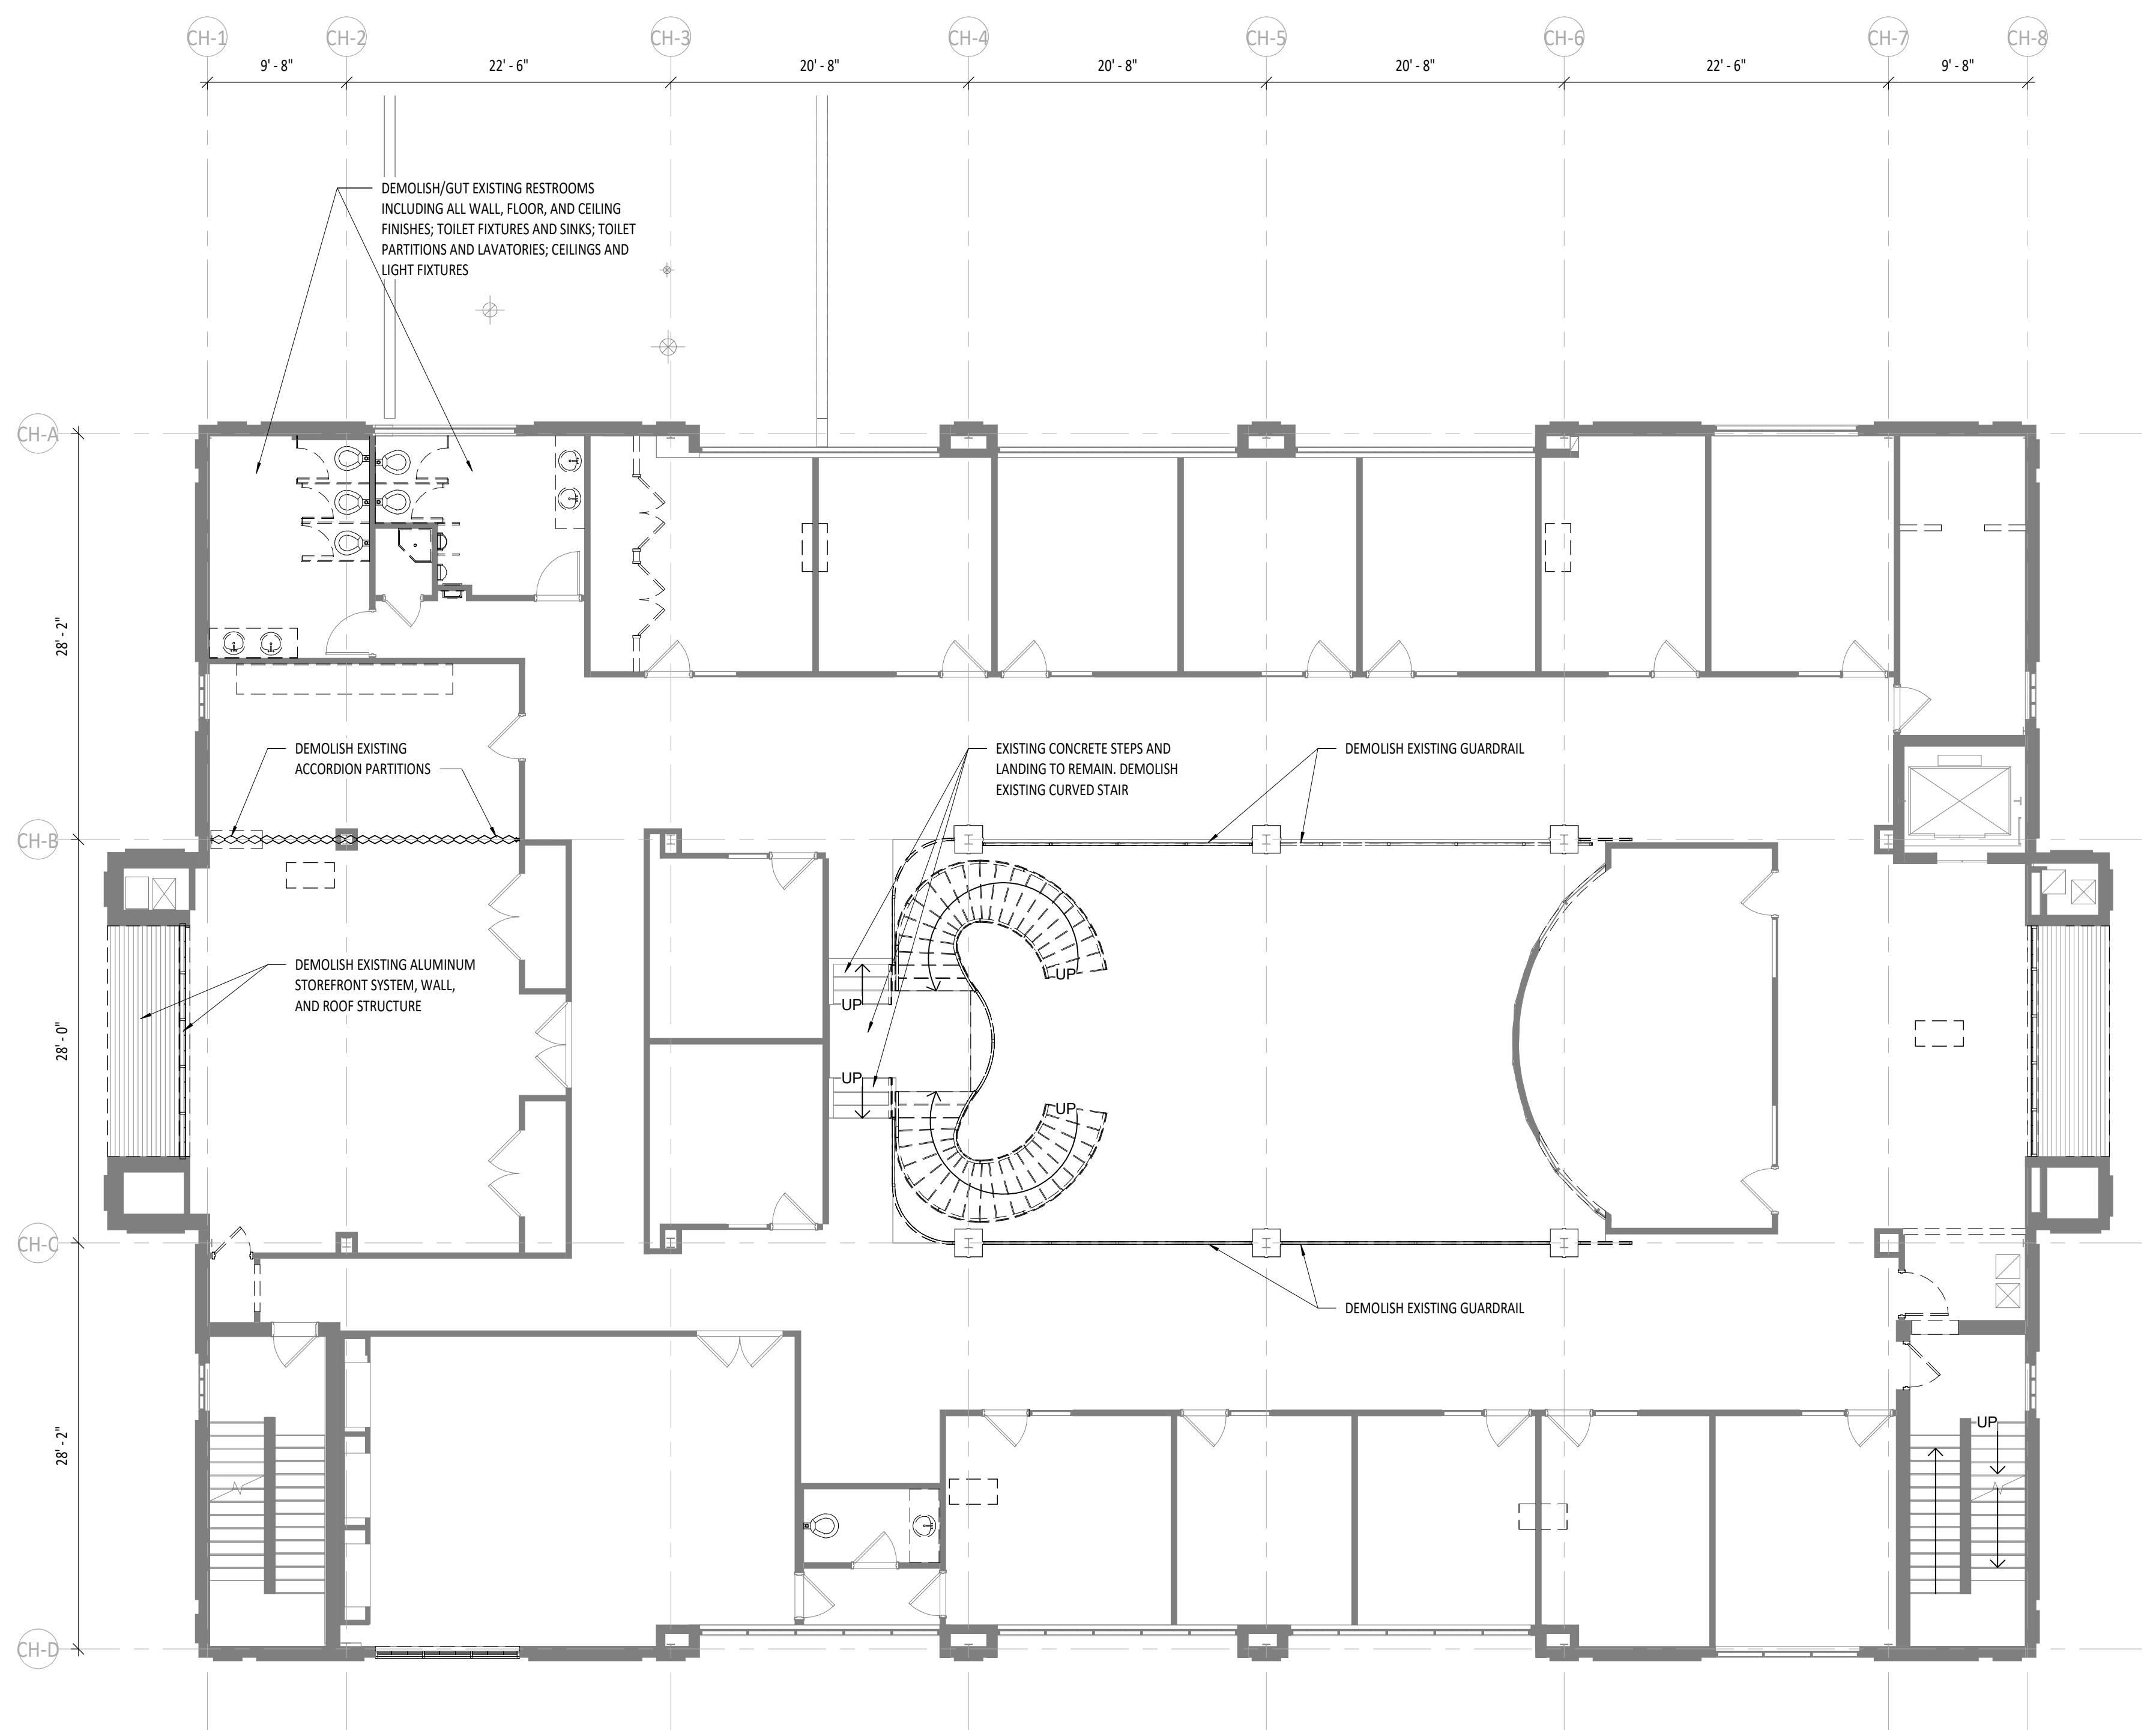 CH-1 CH-2 CH-3 CH-4 CH-5 CH-6 CH-7 CH-8
9' - 8" 22' - 6" 20' - 8" 20' - 8" 20' - 8" 22' - 6" 9' - 8"
DEMOLISH/GUT EXISTING RESTROOMS
INCLUDING ALL WALL, FLOOR, AND CEILING
FINISHES; TOILET FIXTURES AND SINKS; TOILET
PARTITIONS AND LAVATORIES; CEILINGS AND
LIGHT FIXTURES
CH-A
28' - 2"
DEMOLISH EXISTING
ACCORDION PARTITIONS
EXISTING CONCRETE STEPS AND
LANDING TO REMAIN. DEMOLISH
EXISTING CURVED STAIR
DEMOLISH EXISTING GUARDRAIL
CH-B
DEMOLISH EXISTING ALUMINUM
STOREFRONT SYSTEM, WALL,
AND ROOF STRUCTURE
UP
UP
28' - 0"
UP
UP
CH-C
DEMOLISH EXISTING GUARDRAIL
UP
28' - 2"
CH-D